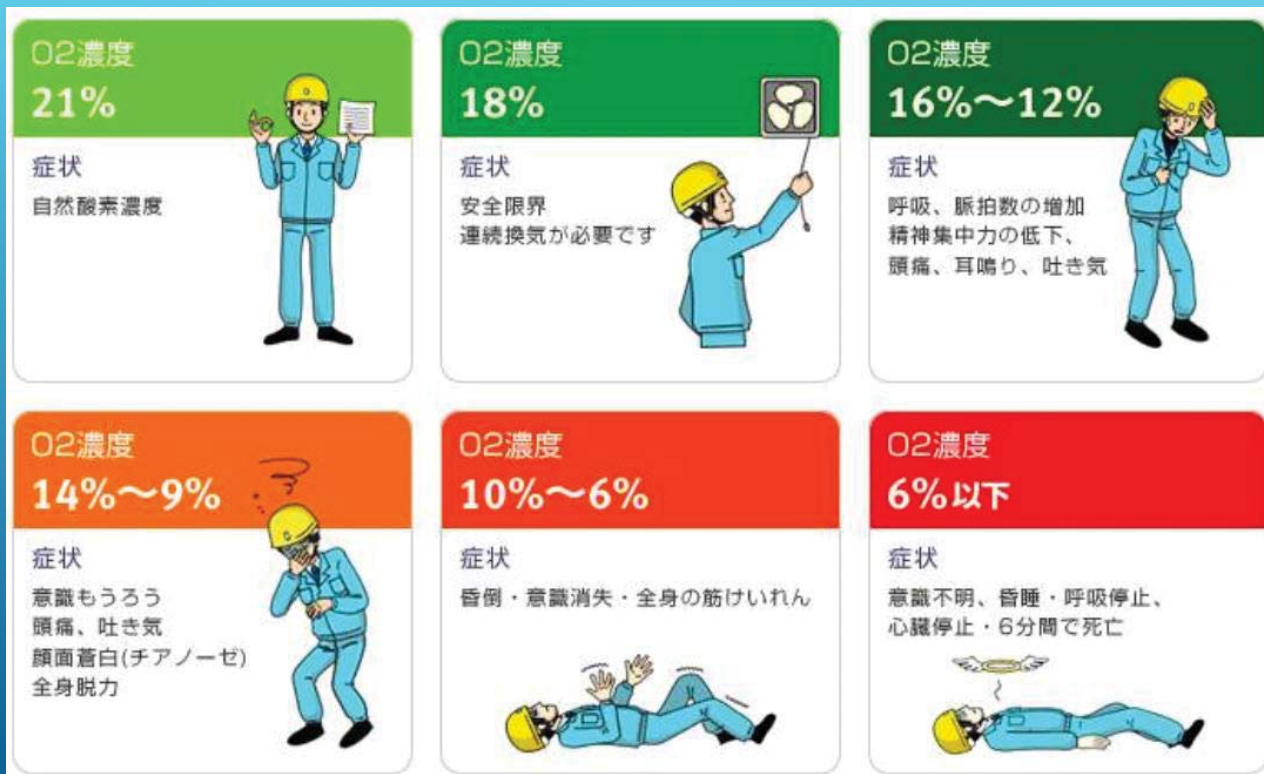 O2濃度
21%
症状
自然酸素濃度
O2濃度
18%
症状
安全限界
連続換気が必要です
O2濃度
16%～12%
症状
呼吸、脈拍数の増加
精神集中力の低下、
頭痛、耳鳴り、吐き気
O2濃度
14%～9%
症状
意識もうろう
頭痛、吐き気
顔面蒼白(チアノーゼ)
全身脱力
O2濃度
10%～6%
症状
昏倒・意識消失・全身の筋けいれん
O2濃度
6%以下
症状
意識不明、昏睡・呼吸停止、
心臓停止・6分間で死亡